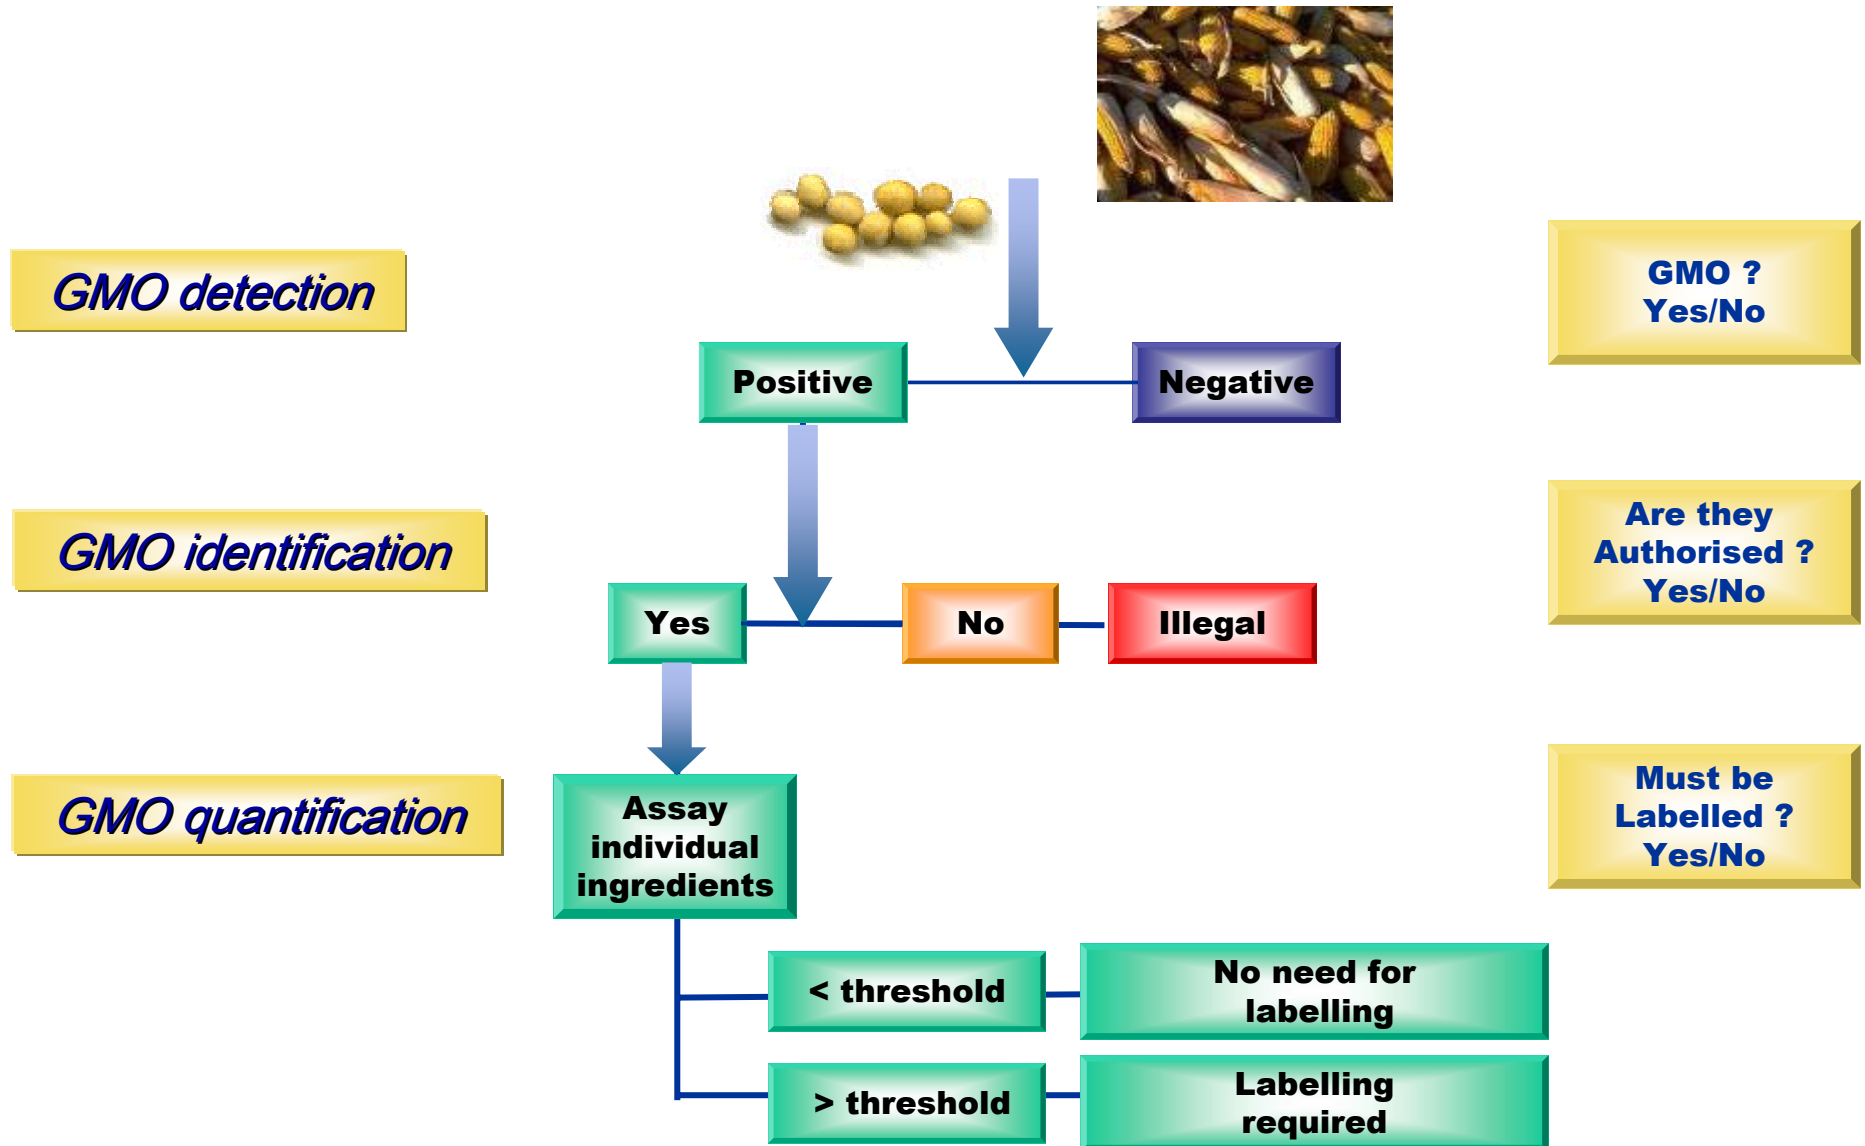 GMO detection
GMO ?
Yes/No
Positive
Negative
GMO identification
Are they
Authorised ?
Yes/No
Yes
No
Illegal
GMO quantification
Assay
individual
ingredients
Must be
Labelled ?
Yes/No
< threshold
No need for
labelling
> threshold
Labelling
required